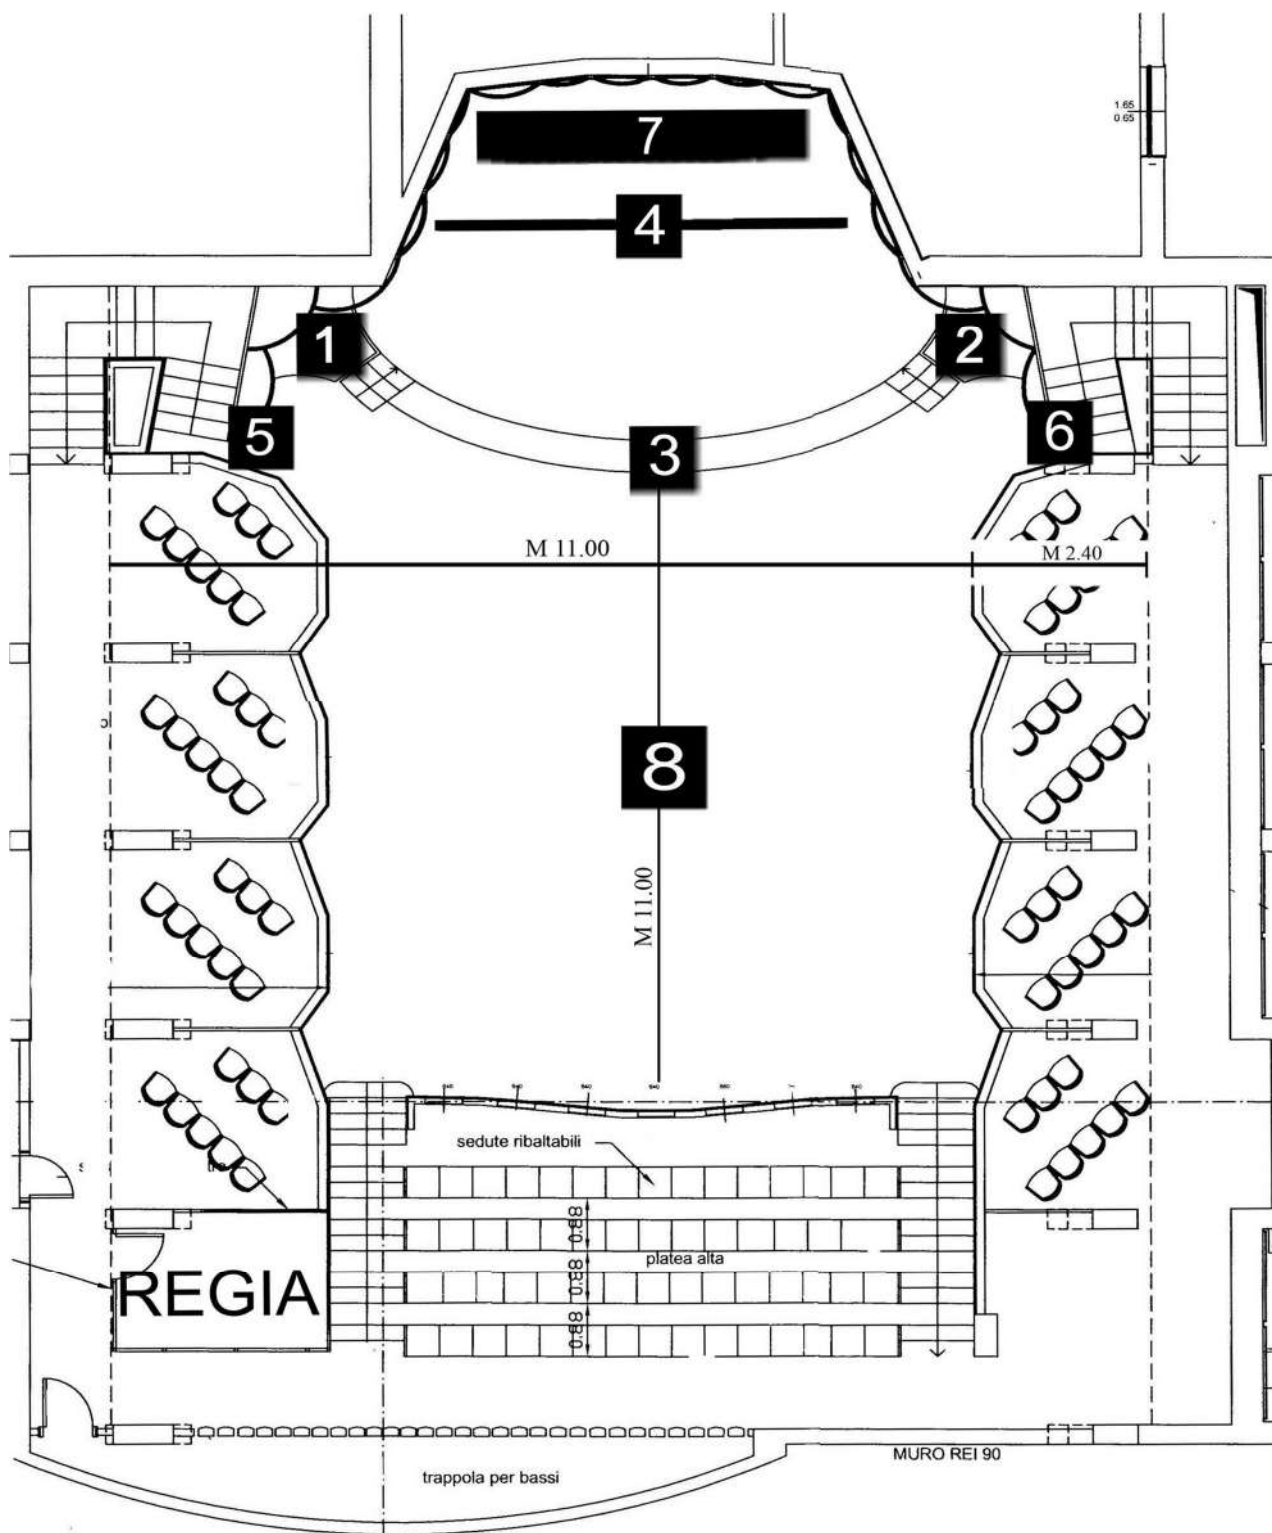 7
1.65
0.65
4
1
2
5
6
3
M 11.00
M 2.40
8
M 11.00
sedute ribaltabili
0.88
platea alta
0.88
REGIA
0.88
MURO REI 90
trappola per bassi